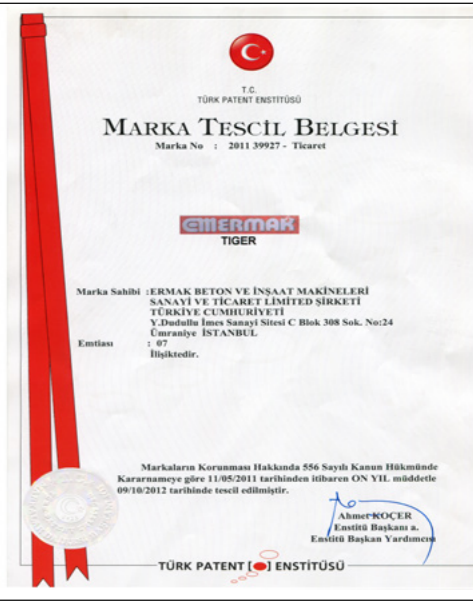 T.C.
TÜRK PATENT ENSTİTÜSÜ
MARKA TESCİL BELGESİ
Marka No : 2011 39927 - Ticaret
ERMAK
TIGER
Marka Sahibi : ERMAK BETON VE İNŞAAT MAKİNELERİ
SANAYİ VE TİCARET LİMİTED ŞİRKETİ
TÜRKİYE CUMHURİYETİ
Y.Dudullu İmes Sanayi Sitesi C Blok 308 Sok. No:24
Ümraniye İSTANBUL
Emtiası : 07
İlişiktedir.
Markaların Korunması Hakkında 556 Sayılı Kanun Hükmünde
Kararnameye göre 11/05/2011 tarihinden itibaren ON YIL müddetle
09/10/2012 tarihinde tescil edilmiştir.
Ahmet KOÇER
Enstitü Başkanı a.
Enstitü Başkan Yardımcısı
TÜRK PATENT [ ] ENSTİTÜSÜ